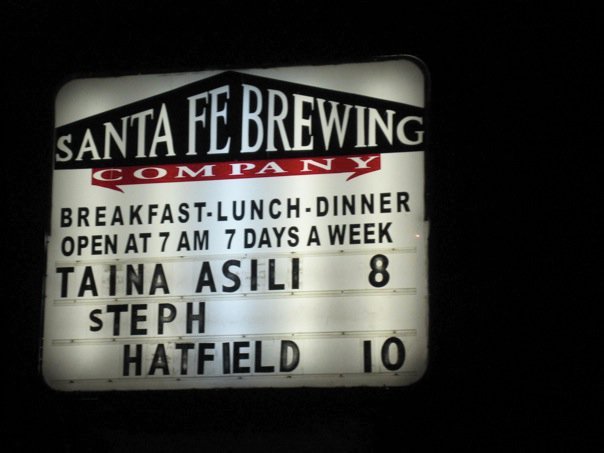 SANTA FE BREWING
COMPANY
BREAKFAST-LUNCH-DINNER
OPEN AT 7 AM 7 DAYS A WEEK
TAINA ASILI 8
STEPH
HATFIELD 10